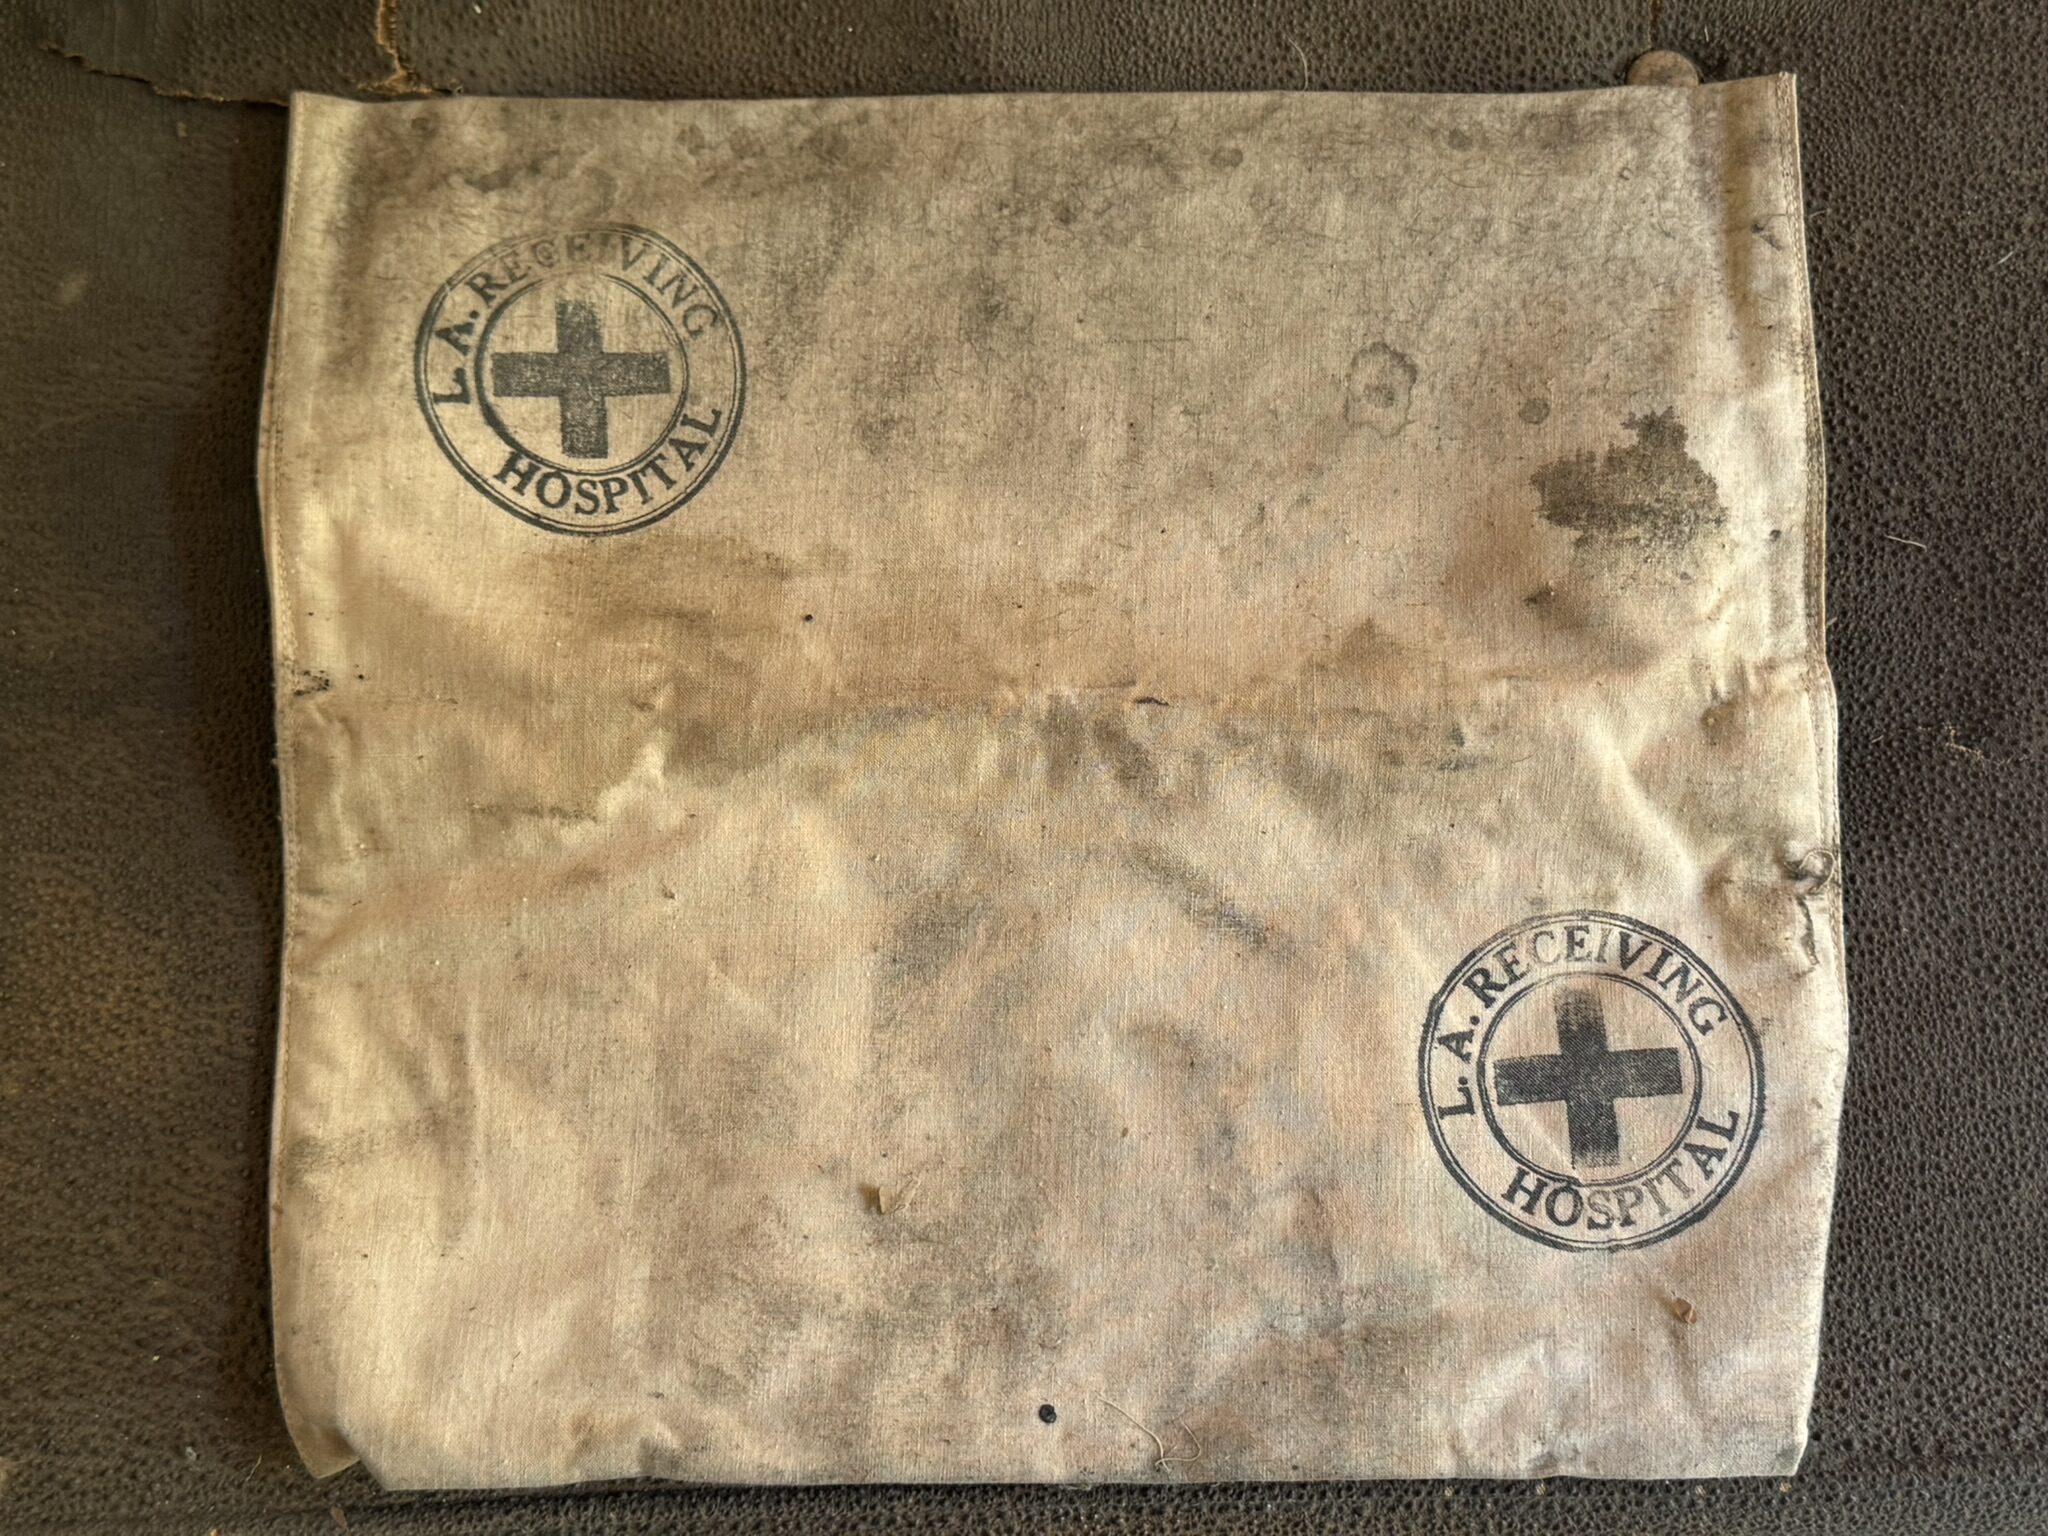 L. A. RECEIVING
HOSPITAL
L. A. RECEIVING
HOSPITAL